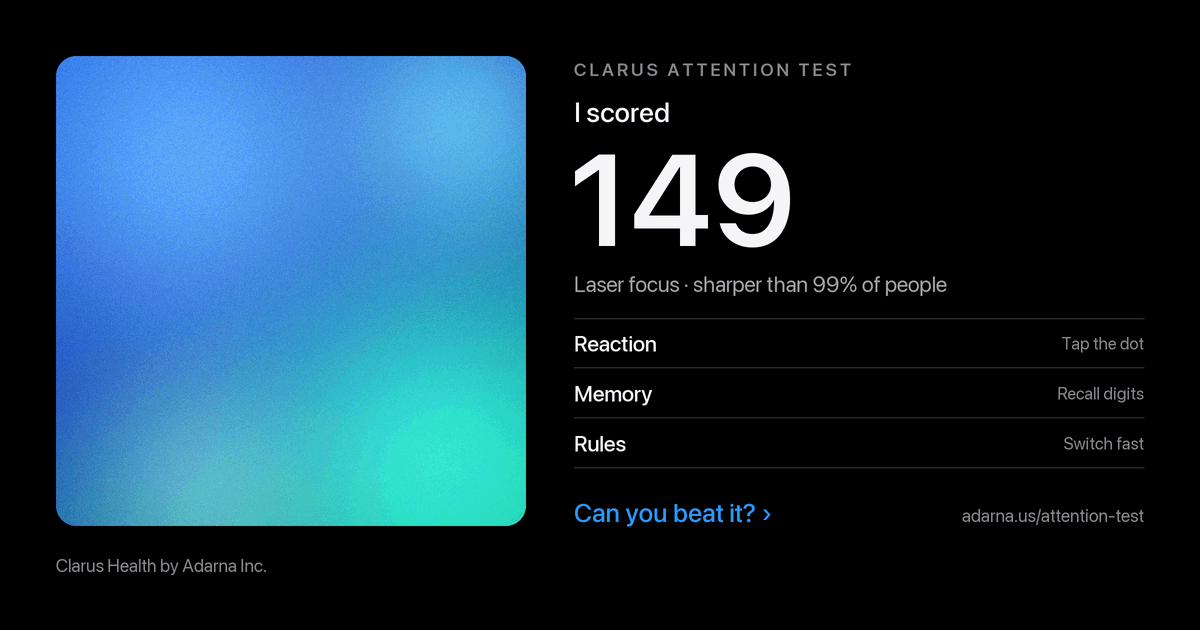 CLARUS ATTENTION TEST
I scored
149
Laser focus · sharper than 99% of people
Reaction Tap the dot
Memory Recall digits
Rules Switch fast
Can you beat it? › adarna.us/attention-test
Clarus Health by Adarna Inc.